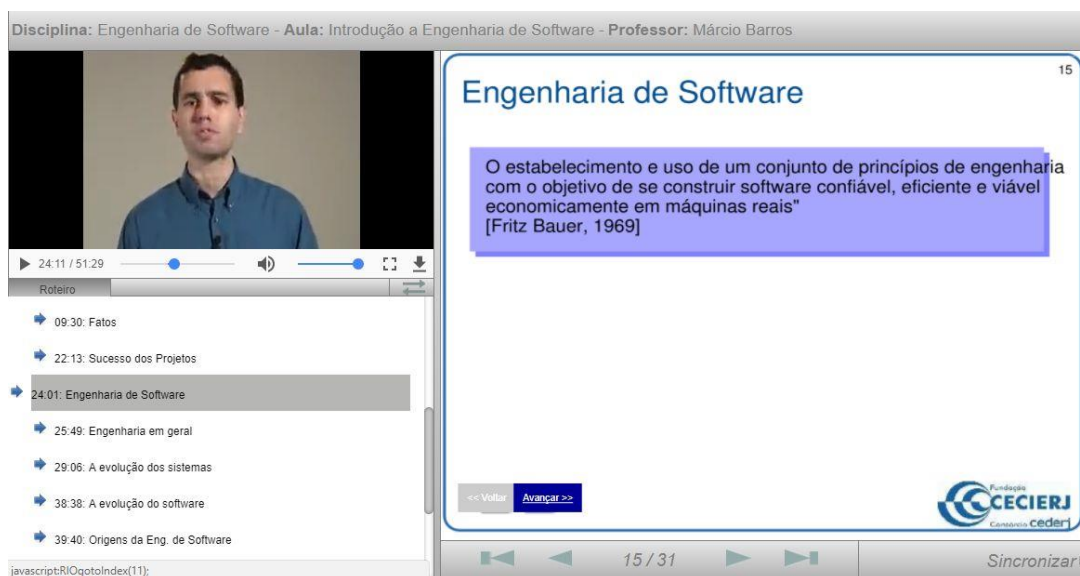 Disciplina: Engenharia de Software - Aula: Introdução a Engenharia de Software - Professor: Márcio Barros
24:11 / 51:29
Roteiro
09:30: Fatos
22:13: Sucesso dos Projetos
24:01: Engenharia de Software
25:49: Engenharia em geral
29:06: A evolução dos sistemas
38:38: A evolução do software
39:40: Origens da Eng. de Software
javascript:RIOgotoIndex(11);
15
Engenharia de Software
O estabelecimento e uso de um conjunto de princípios de engenharia
com o objetivo de se construir software confiável, eficiente e viável
economicamente em máquinas reais"
[Fritz Bauer, 1969]
<< Voltar
Avançar >>
Fundação
CECIERJ
Consórcio cederj
15 / 31
Sincronizar